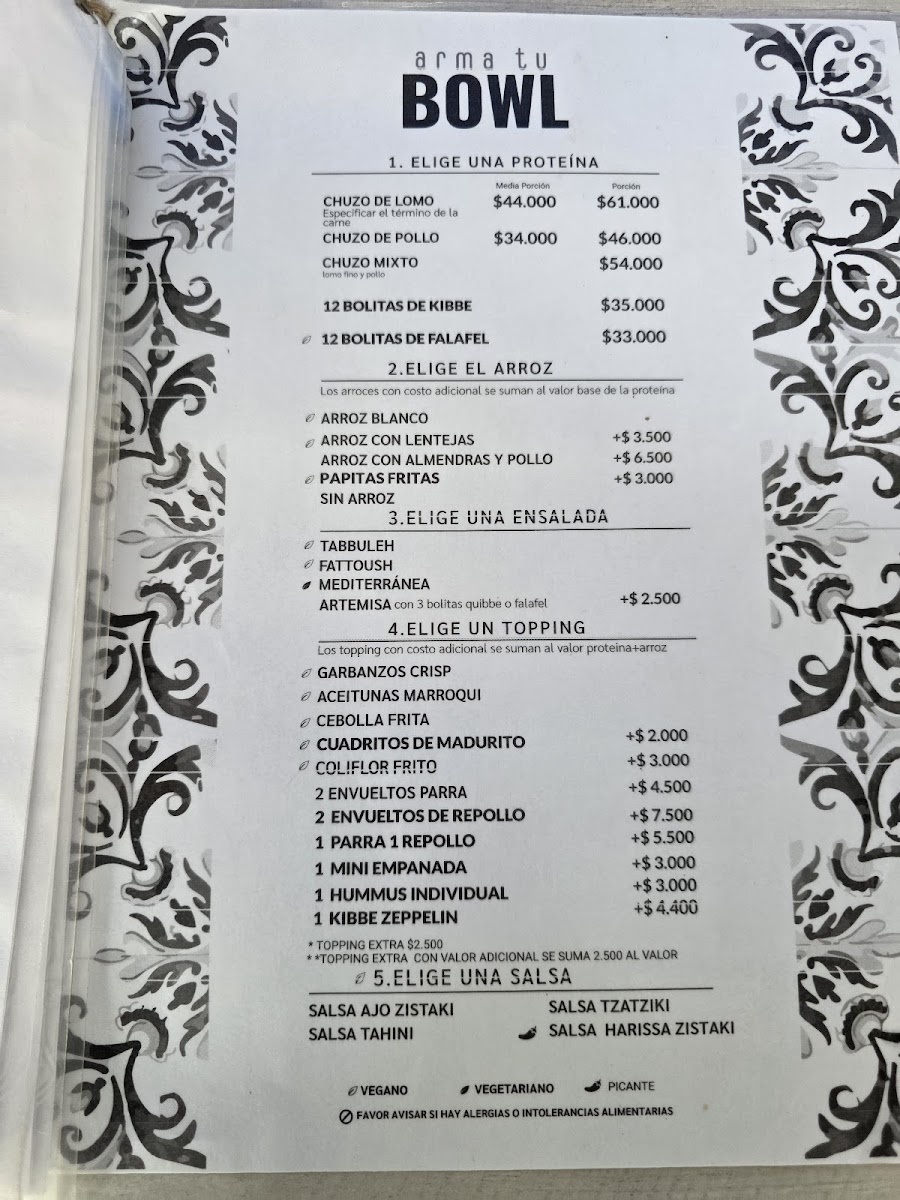 arma tu
BOWL
1. ELIGE UNA PROTEÍNA
Media Porción Porción
CHUZO DE LOMO $44.000 $61.000
Especificar el término de la
carne
CHUZO DE POLLO $34.000 $46.000
CHUZO MIXTO $54.000
lomo fino y pollo
12 BOLITAS DE KIBBE $35.000
12 BOLITAS DE FALAFEL $33.000
2.ELIGE EL ARROZ
Los arroces con costo adicional se suman al valor base de la proteína
ARROZ BLANCO -
ARROZ CON LENTEJAS +$ 3.500
ARROZ CON ALMENDRAS Y POLLO +$ 6.500
PAPITAS FRITAS +$ 3.000
SIN ARROZ
3.ELIGE UNA ENSALADA
TABBULEH
FATTOUSH
MEDITERRÁNEA
ARTEMISA con 3 bolitas quibbe o falafel +$ 2.500
4.ELIGE UN TOPPING
Los topping con costo adicional se suman al valor proteina+arroz
GARBANZOS CRISP
ACEITUNAS MARROQUI
CEBOLLA FRITA
CUADRITOS DE MADURITO +$ 2.000
COLIFLOR FRITO +$ 3.000
2 ENVUELTOS PARRA +$ 4.500
2 ENVUELTOS DE REPOLLO +$ 7.500
1 PARRA 1 REPOLLO +$ 5.500
1 MINI EMPANADA +$ 3.000
1 HUMMUS INDIVIDUAL +$ 3.000
1 KIBBE ZEPPELIN +$ 4.400
* TOPPING EXTRA $2.500
**TOPPING EXTRA CON VALOR ADICIONAL SE SUMA 2.500 AL VALOR
5.ELIGE UNA SALSA
SALSA AJO ZISTAKI SALSA TZATZIKI
SALSA TAHINI SALSA HARISSA ZISTAKI
VEGANO VEGETARIANO PICANTE
FAVOR AVISAR SI HAY ALERGIAS O INTOLERANCIAS ALIMENTARIAS